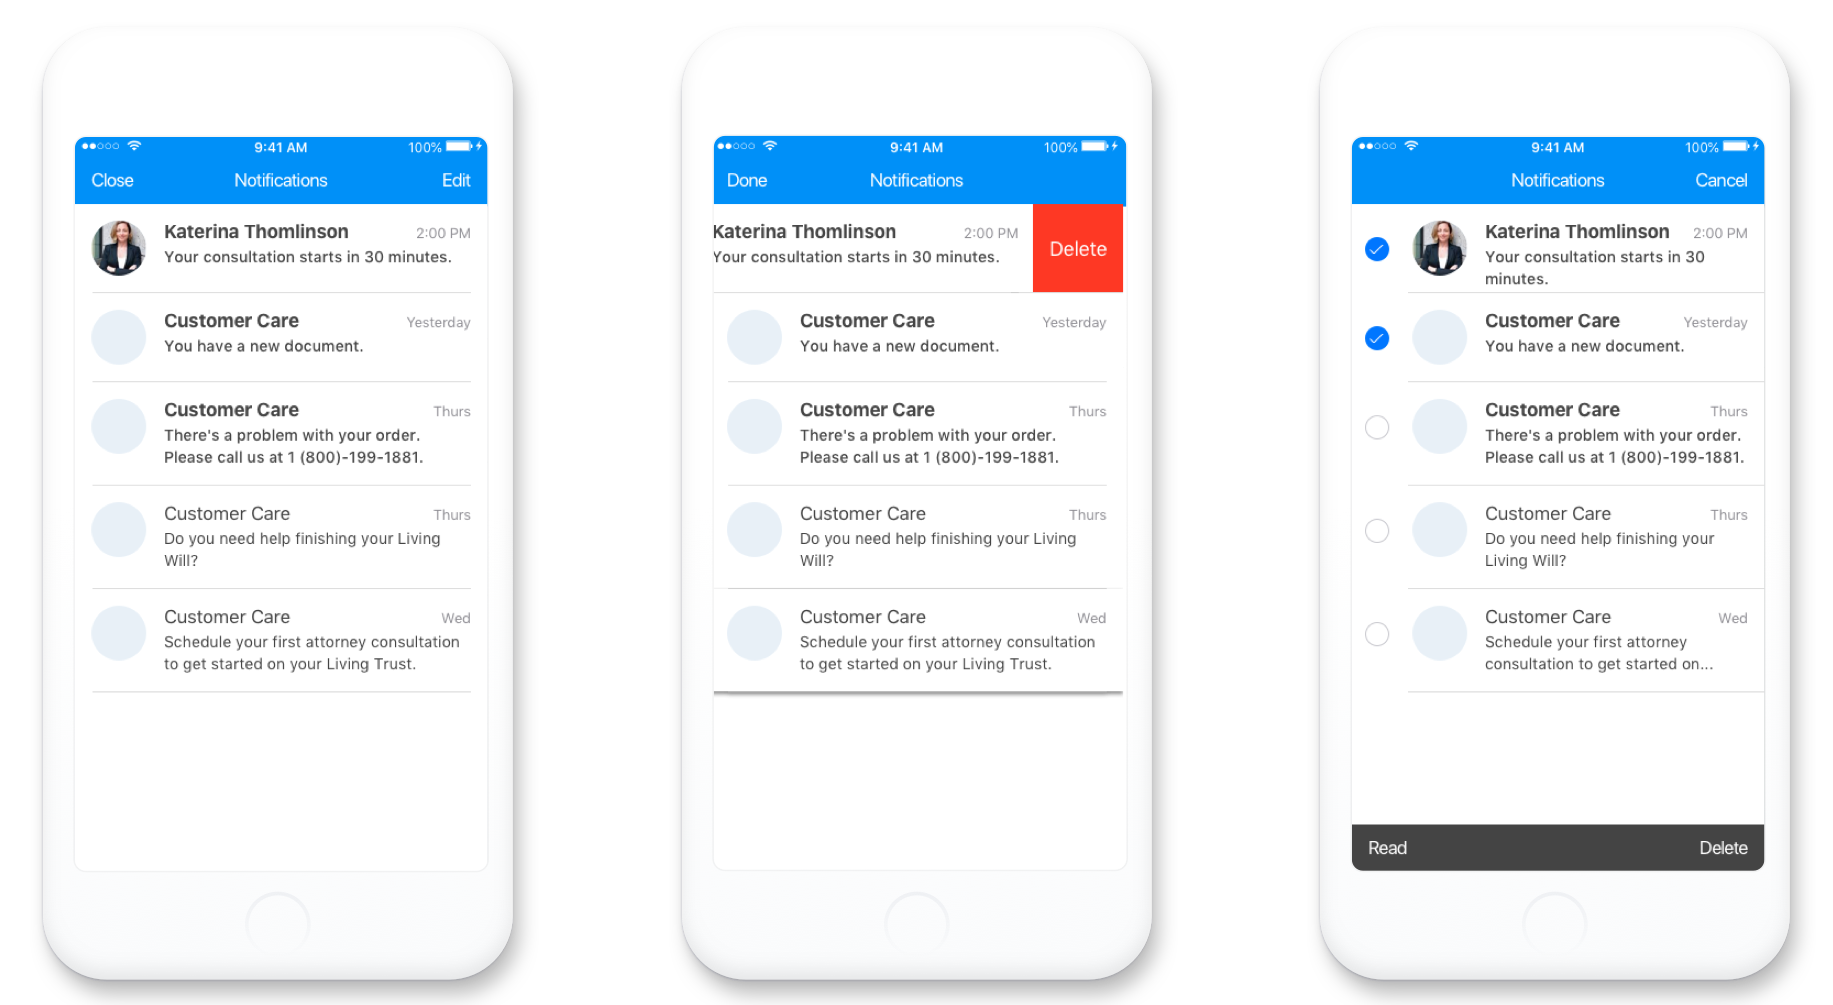 9:41 AM 100%
Close Notifications Edit
Katerina Thomlinson 2:00 PM
Your consultation starts in 30 minutes.
Customer Care Yesterday
You have a new document.
Customer Care Thurs
There's a problem with your order.
Please call us at 1 (800)-199-1881.
Customer Care Thurs
Do you need help finishing your Living
Will?
Customer Care Wed
Schedule your first attorney consultation
to get started on your Living Trust.
9:41 AM 100%
Done Notifications
Katerina Thomlinson 2:00 PM
Your consultation starts in 30 minutes.
Delete
Customer Care Yesterday
You have a new document.
Customer Care Thurs
There's a problem with your order.
Please call us at 1 (800)-199-1881.
Customer Care Thurs
Do you need help finishing your Living
Will?
Customer Care Wed
Schedule your first attorney consultation
to get started on your Living Trust.
9:41 AM 100%
Notifications Cancel
Katerina Thomlinson 2:00 PM
Your consultation starts in 30
minutes.
Customer Care Yesterday
You have a new document.
Customer Care Thurs
There's a problem with your order.
Please call us at 1 (800)-199-1881.
Customer Care Thurs
Do you need help finishing your
Living Will?
Customer Care Wed
Schedule your first attorney
consultation to get started on...
Read Delete